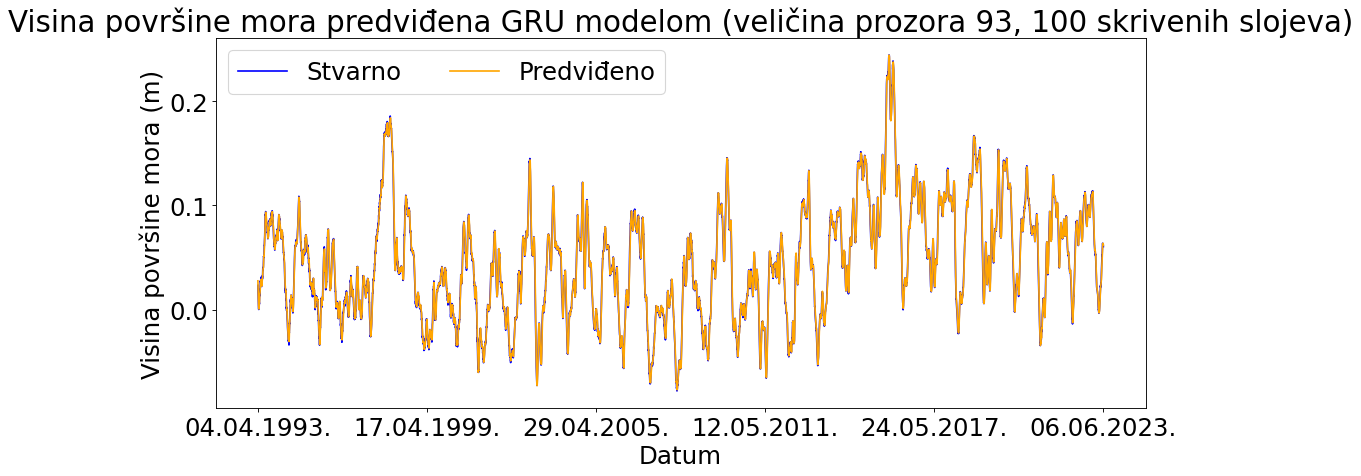 Visina površine mora predviđena GRU modelom (veličina prozora 93, 100 skrivenih slojeva)
Stvarno
Predviđeno
Visina površine mora (m)
0.2
0.1
0.0
04.04.1993.
17.04.1999.
29.04.2005.
12.05.2011.
24.05.2017.
06.06.2023.
Datum